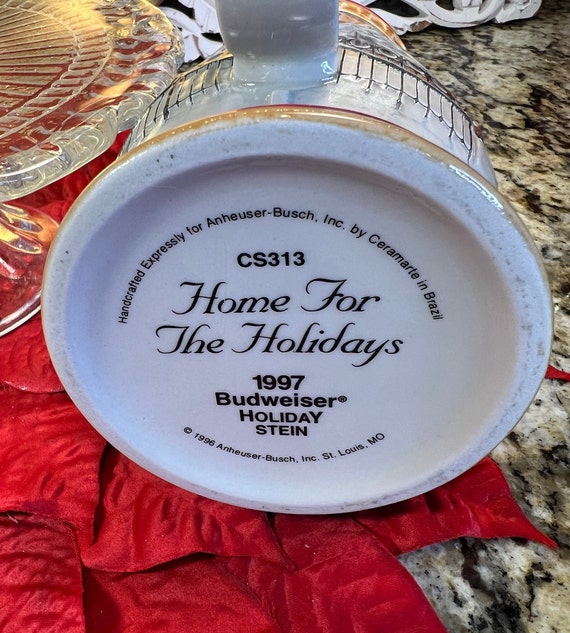 Handcrafted Expressly for Anheuser-Busch, Inc. by Ceramarte in Brazil
CS313
Home For
The Holidays
1997
Budweiser®
HOLIDAY
STEIN
© 1996 Anheuser-Busch, Inc. St. Louis, MO